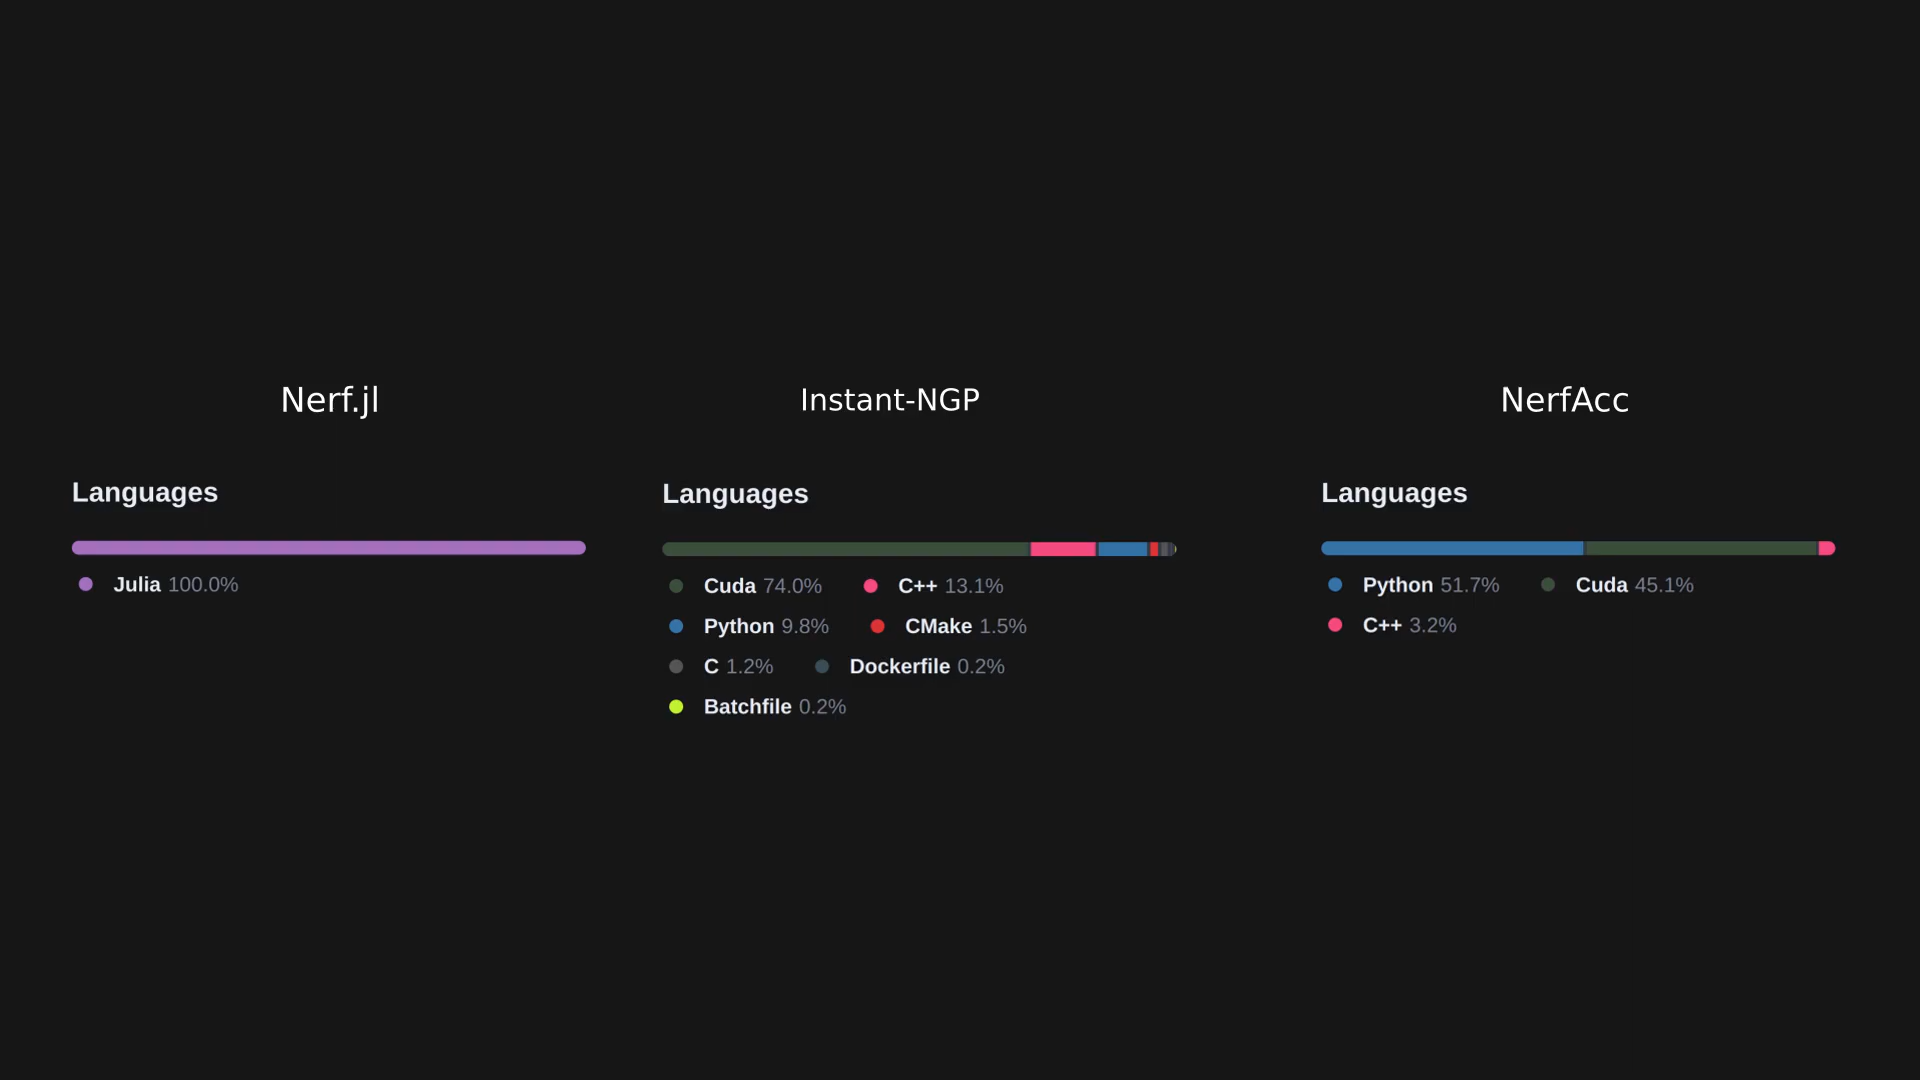 Nerf.jl
Languages
Julia 100.0%
Instant-NGP
Languages
Cuda 74.0% C++ 13.1%
Python 9.8% CMake 1.5%
C 1.2% Dockerfile 0.2%
Batchfile 0.2%
NerfAcc
Languages
Python 51.7% Cuda 45.1%
C++ 3.2%